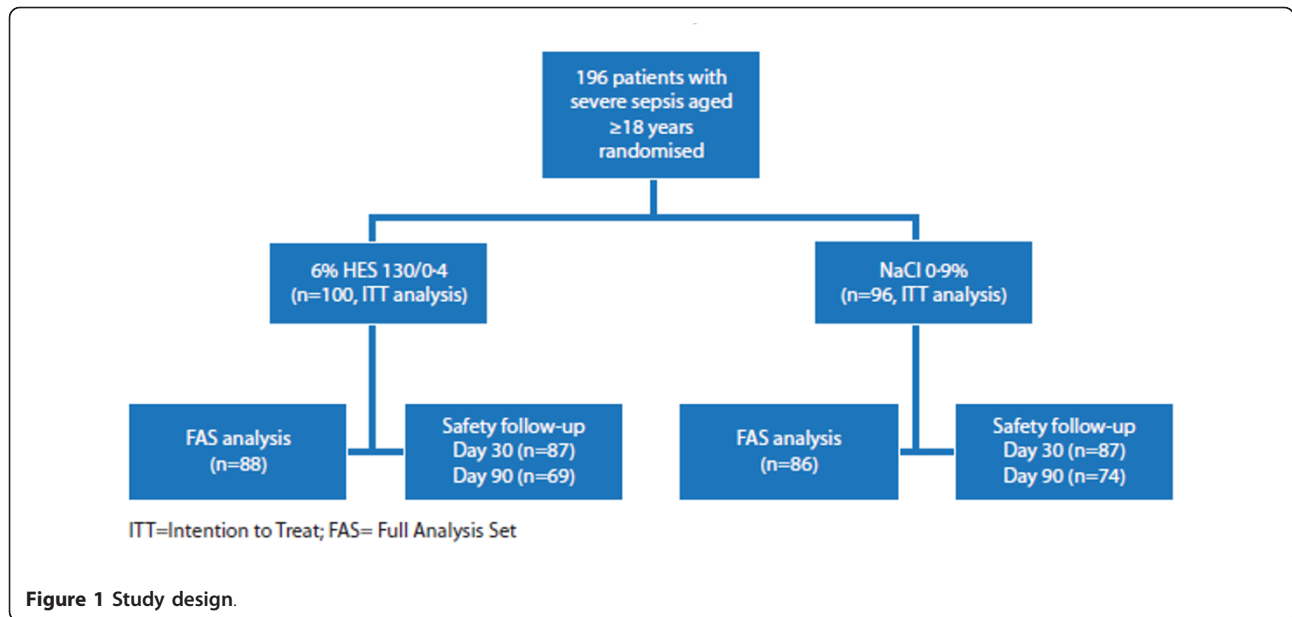 196 patients with
severe sepsis aged
≥18 years
randomised
6% HES 130/0·4
(n=100, ITT analysis)
NaCl 0·9%
(n=96, ITT analysis)
FAS analysis
(n=88)
Safety follow-up
Day 30 (n=87)
Day 90 (n=69)
FAS analysis
(n=86)
Safety follow-up
Day 30 (n=87)
Day 90 (n=74)
ITT=Intention to Treat; FAS= Full Analysis Set
Figure 1 Study design.